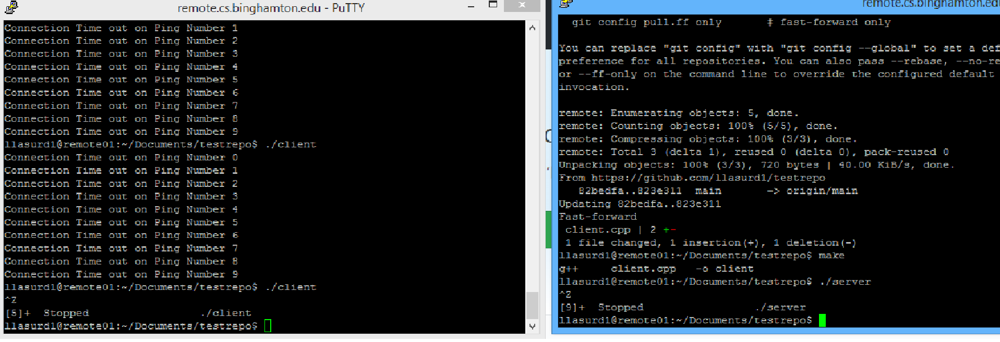 remote.cs.binghamton.edu - PuTTY
Connection Time out on Ping Number 1
Connection Time out on Ping Number 2
Connection Time out on Ping Number 3
Connection Time out on Ping Number 4
Connection Time out on Ping Number 5
Connection Time out on Ping Number 6
Connection Time out on Ping Number 7
Connection Time out on Ping Number 8
Connection Time out on Ping Number 9
llasurd1@remote01:~/Documents/testrepo$ ./client
Connection Time out on Ping Number 0
Connection Time out on Ping Number 1
Connection Time out on Ping Number 2
Connection Time out on Ping Number 3
Connection Time out on Ping Number 4
Connection Time out on Ping Number 5
Connection Time out on Ping Number 6
Connection Time out on Ping Number 7
Connection Time out on Ping Number 8
Connection Time out on Ping Number 9
llasurd1@remote01:~/Documents/testrepo$ ./client
^Z
[5]+  Stopped                 ./client
llasurd1@remote01:~/Documents/testrepo$
remote.cs.binghamton.edu
  git config pull.ff only       # fast-forward only
You can replace "git config" with "git config --global" to set a def
preference for all repositories. You can also pass --rebase, --no-re
or --ff-only on the command line to override the configured default
invocation.
remote: Enumerating objects: 5, done.
remote: Counting objects: 100% (5/5), done.
remote: Compressing objects: 100% (3/3), done.
remote: Total 3 (delta 1), reused 0 (delta 0), pack-reused 0
Unpacking objects: 100% (3/3), 720 bytes | 40.00 KiB/s, done.
From https://github.com/llasurd1/testrepo
   82bedfa..823e311  main       -> origin/main
Updating 82bedfa..823e311
Fast-forward
 client.cpp | 2 +-
 1 file changed, 1 insertion(+), 1 deletion(-)
llasurd1@remote01:~/Documents/testrepo$ make
g++     client.cpp   -o client
llasurd1@remote01:~/Documents/testrepo$ ./server
^Z
[9]+  Stopped                 ./server
llasurd1@remote01:~/Documents/testrepo$